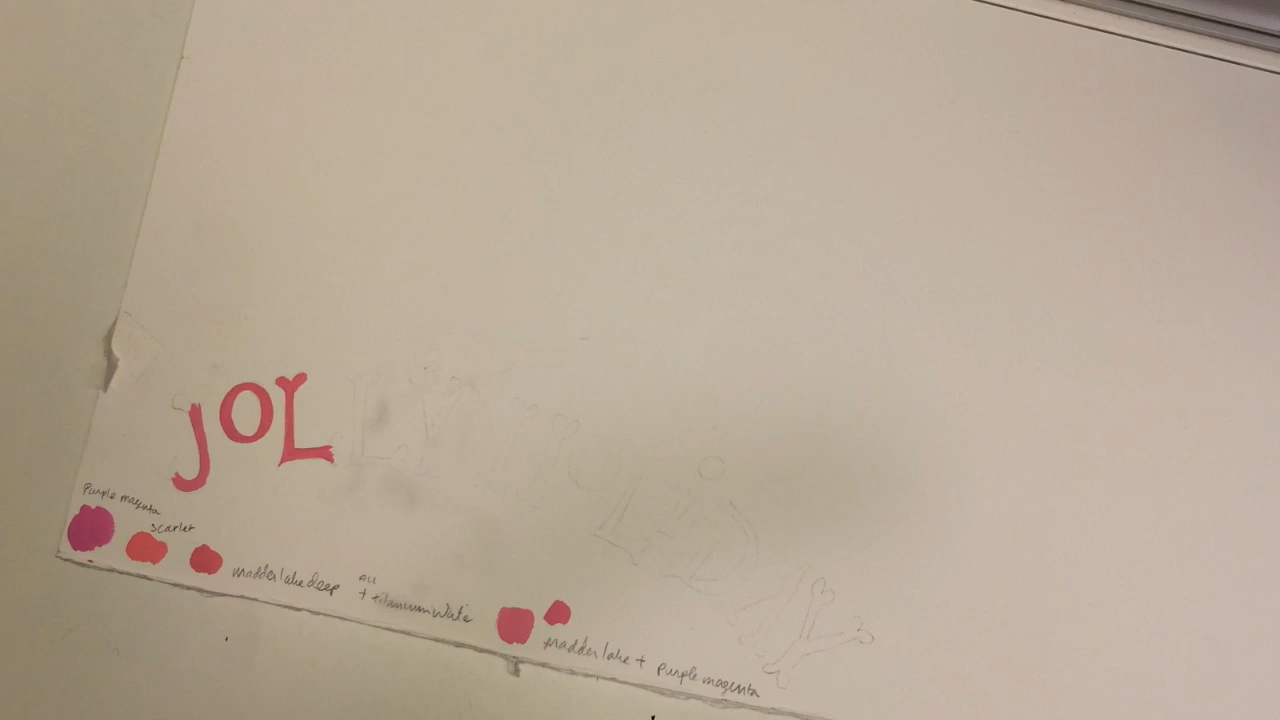 JOL
Purple magenta
scarlet
madder lake deep
ALL
+ titanium white
madder lake + purple magenta